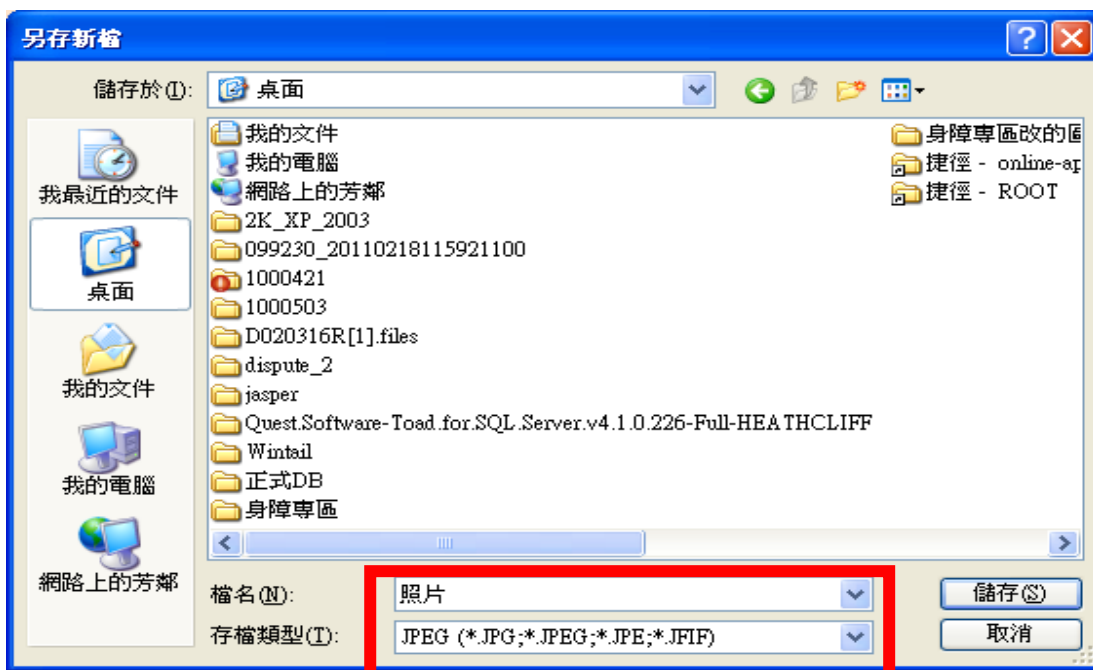 另存新檔
儲存於(I):
桌面
我最近的文件
桌面
我的文件
我的電腦
網路上的芳鄰
我的文件
我的電腦
網路上的芳鄰
2K_XP_2003
099230_20110218115921100
1000421
1000503
D020316R[1].files
dispute_2
jasper
Quest.Software-Toad.for.SQL.Server.v4.1.0.226-Full-HEATHCLIFF
Wintail
正式DB
身障專區
身障專區改的
捷徑 - online-ap
捷徑 - ROOT
檔名(N):
照片
儲存(S)
存檔類型(T):
JPEG (*.JPG;*.JPEG;*.JPE;*.JFIF)
取消